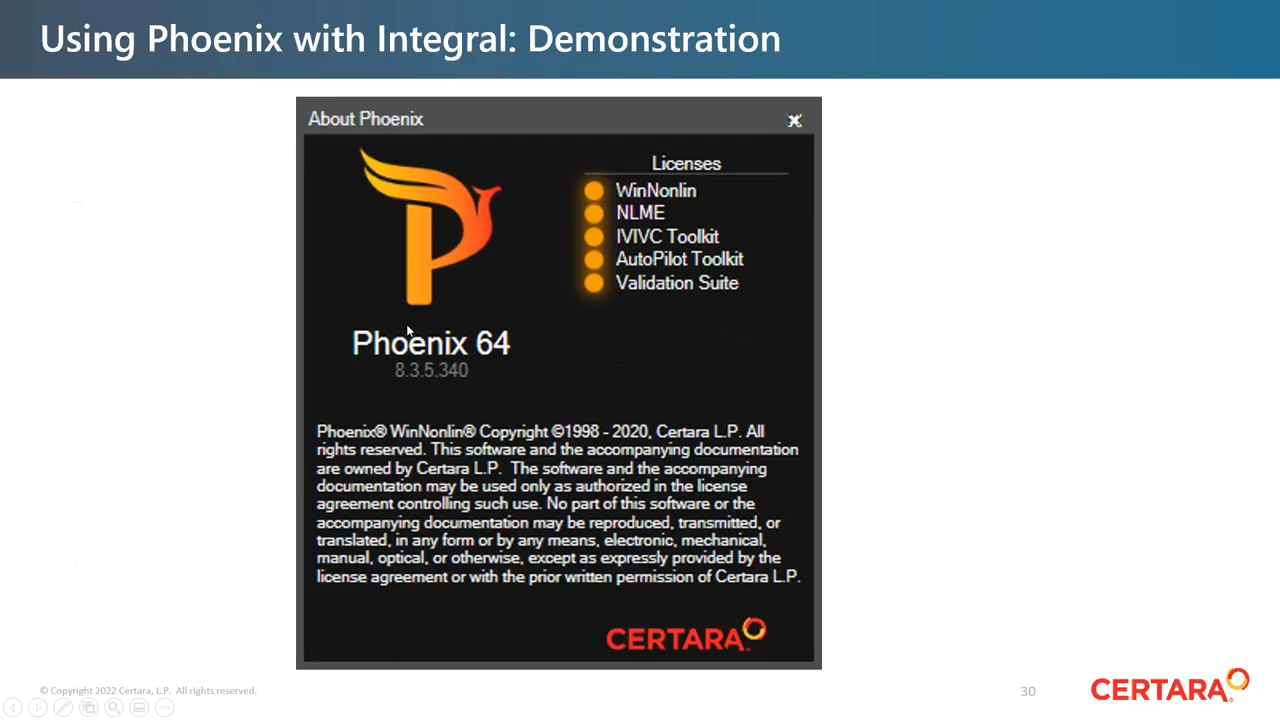 Using Phoenix with Integral: Demonstration
About Phoenix
Licenses
WinNonlin
NLME
IVIVC Toolkit
AutoPilot Toolkit
Validation Suite
Phoenix 64
8.3.5.340
Phoenix® WinNonlin® Copyright ©1998 - 2020, Certara L.P. All
rights reserved. This software and the accompanying documentation
are owned by Certara L.P. The software and the accompanying
documentation may be used only as authorized in the license
agreement controlling such use. No part of this software or the
accompanying documentation may be reproduced, transmitted, or
translated, in any form or by any means, electronic, mechanical,
manual, optical, or otherwise, except as expressly provided by the
license agreement or with the prior written permission of Certara L.P.
CERTARA
© Copyright 2022 Certara, L.P. All rights reserved.
30
CERTARA